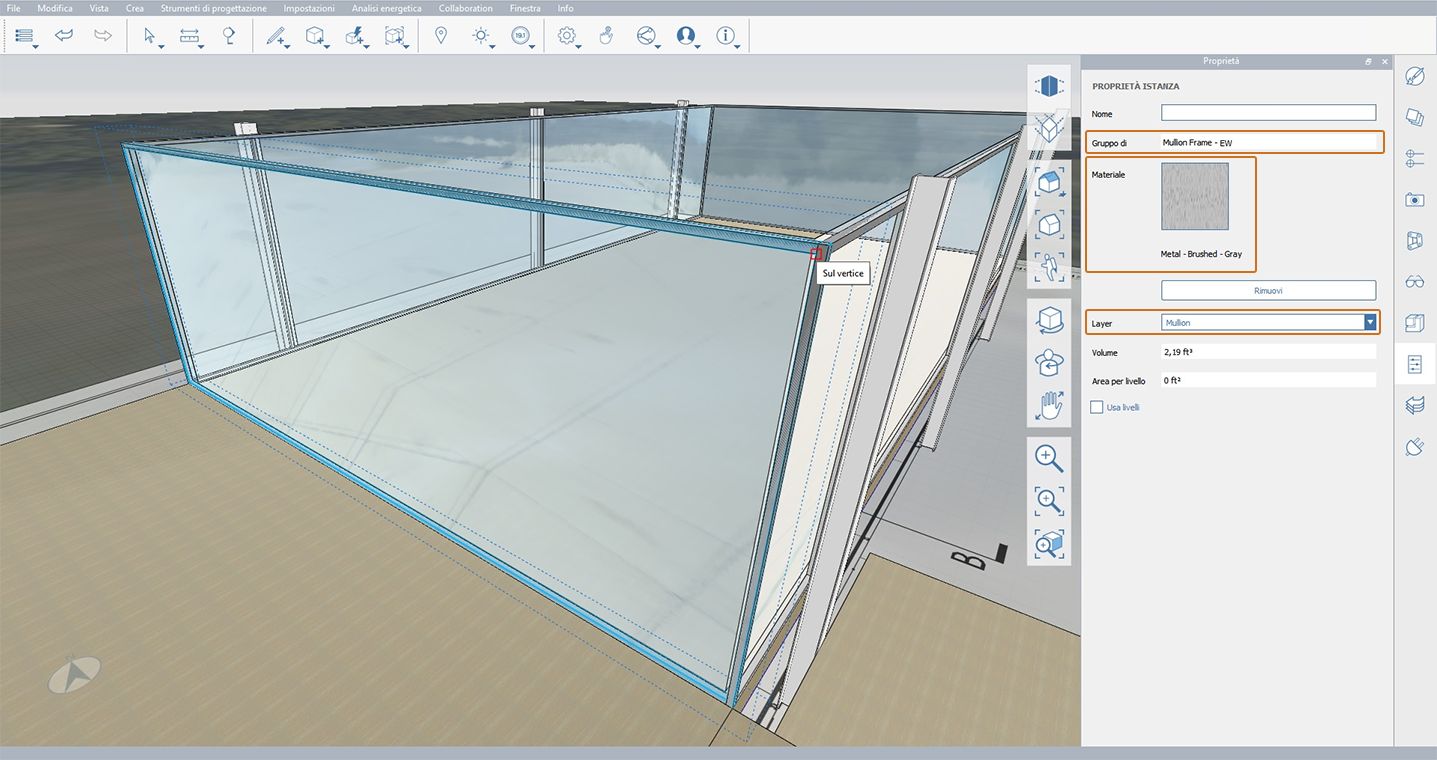 File Modifica Vista Crea Strumenti di progettazione Impostazioni Analisi energetica Collaboration Finestra Info
19.1
Proprietà
PROPRIETÀ ISTANZA
Nome
Gruppo di Mullion Frame - EW
Materiale
Metal - Brushed - Gray
Rimuovi
Layer Mullion
Volume 2,19 ft³
Area per livello 0 ft²
Usa livelli
Sul vertice
B